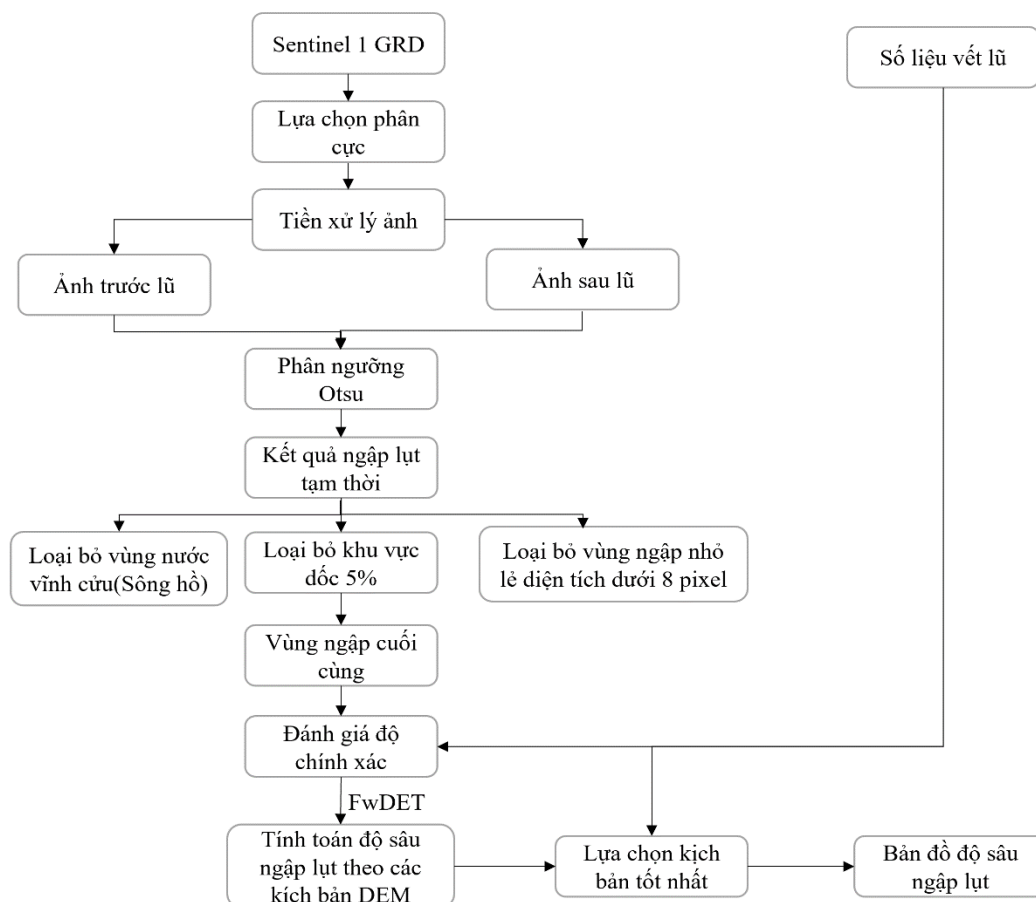 Sentinel 1 GRD
Số liệu vết lũ
Lựa chọn phân
cực
Tiền xử lý ảnh
Ảnh trước lũ
Ảnh sau lũ
Phân ngưỡng
Otsu
Kết quả ngập lụt
tạm thời
Loại bỏ vùng nước
vĩnh cửu(Sông hồ)
Loại bỏ khu vực
dốc 5%
Loại bỏ vùng ngập nhỏ
lẻ diện tích dưới 8 pixel
Vùng ngập cuối
cùng
Đánh giá độ
chính xác
FwDET
Tính toán độ sâu
ngập lụt theo các
kích bản DEM
Lựa chọn kịch
bản tốt nhất
Bản đồ độ sâu
ngập lụt